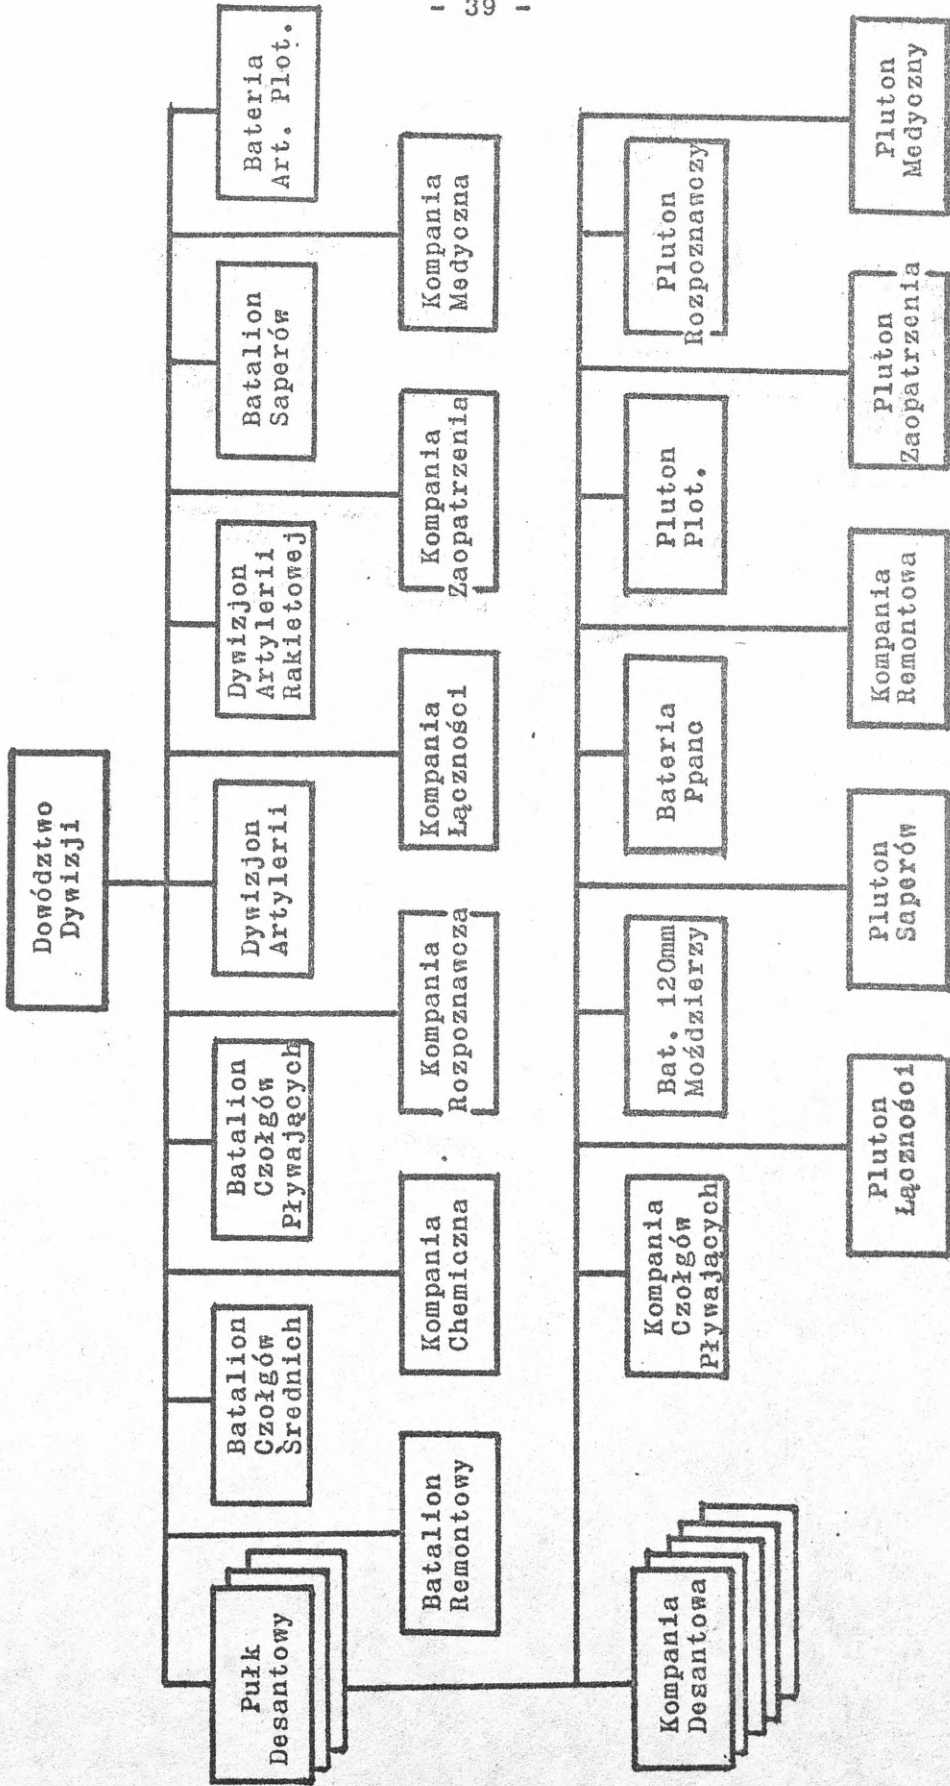 - 39 -
Dowództwo
Dywizji
Pułk
Desantowy
Batalion
Czołgów
Średnich
Batalion
Czołgów
Pływających
Dywizjon
Artylerii
Dywizjon
Artylerii
Rakietowej
Batalion
Saperów
Bateria
Art. Plot.
Batalion
Remontowy
Kompania
Chemiczna
Kompania
Rozpoznawcza
Kompania
Łączności
Kompania
Zaopatrzenia
Kompania
Medyczna
Kompania
Desantowa
Kompania
Czołgów
Pływających
Bat. 120mm
Moździerzy
Bateria
Ppanc
Pluton
Plot.
Pluton
Rozpoznawczy
Pluton
Łączności
Pluton
Saperów
Kompania
Remontowa
Pluton
Zaopatrzenia
Pluton
Medyczny